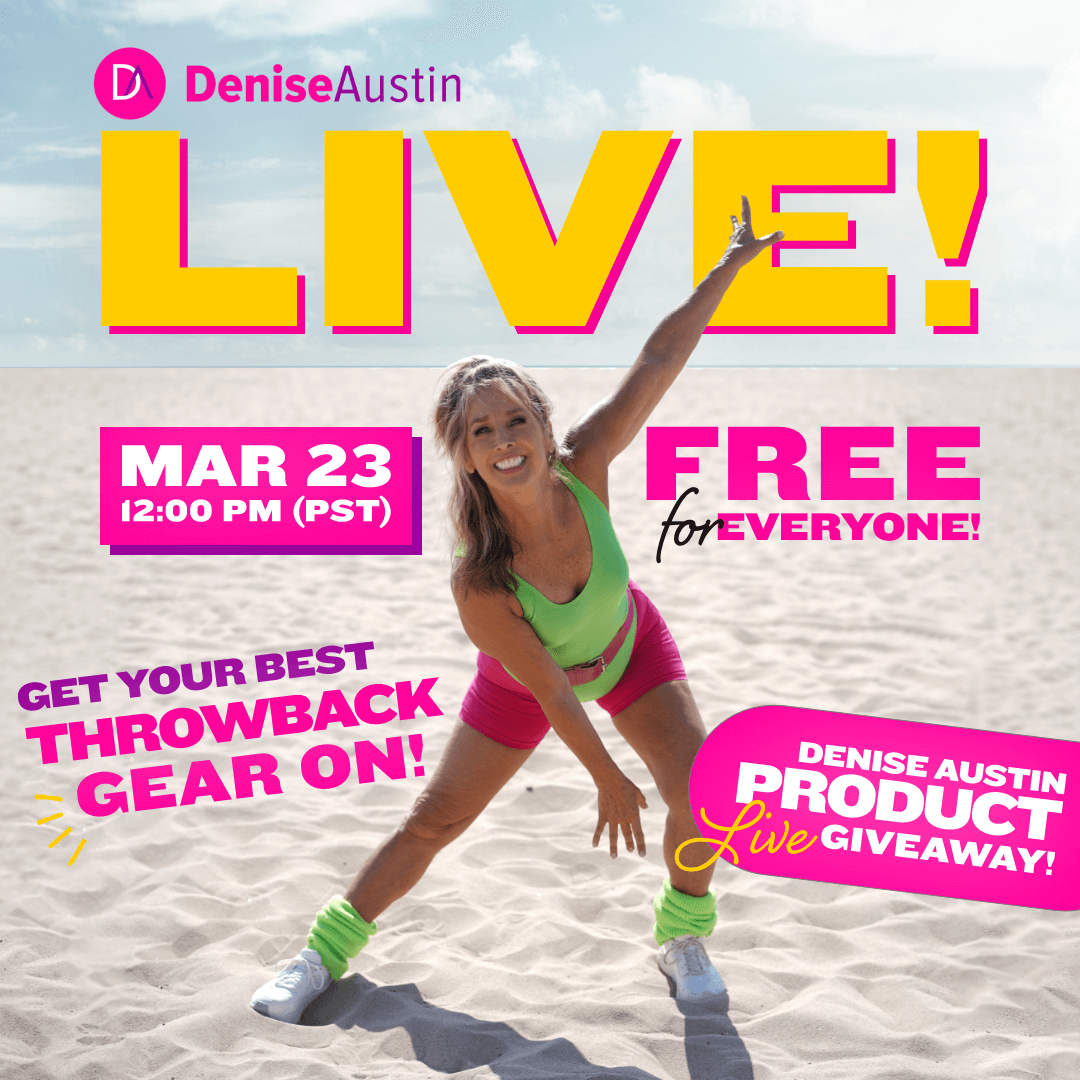 DA DeniseAustin
LIVE!
MAR 23
12:00 PM (PST)
FREE
for EVERYONE!
GET YOUR BEST
THROWBACK
GEAR ON!
DENISE AUSTIN
PRODUCT
Live GIVEAWAY!